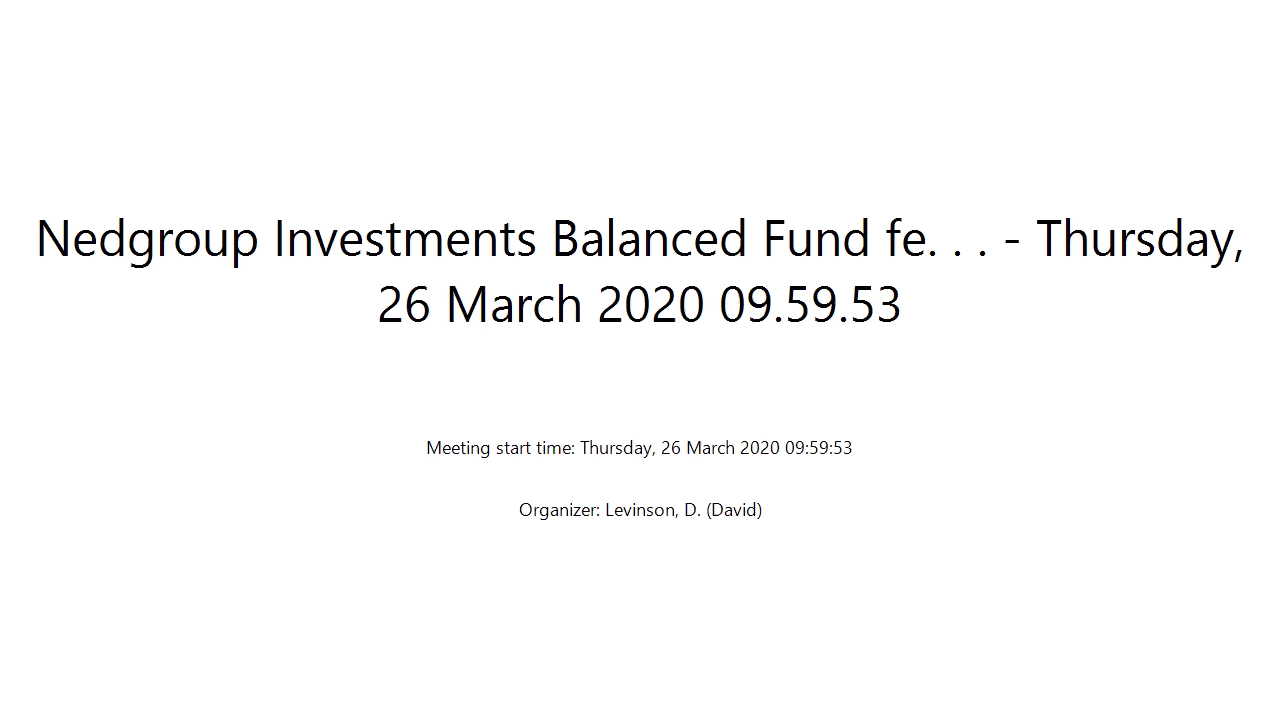 Nedgroup Investments Balanced Fund fe. . . - Thursday,
26 March 2020 09.59.53
Meeting start time: Thursday, 26 March 2020 09:59:53
Organizer: Levinson, D. (David)